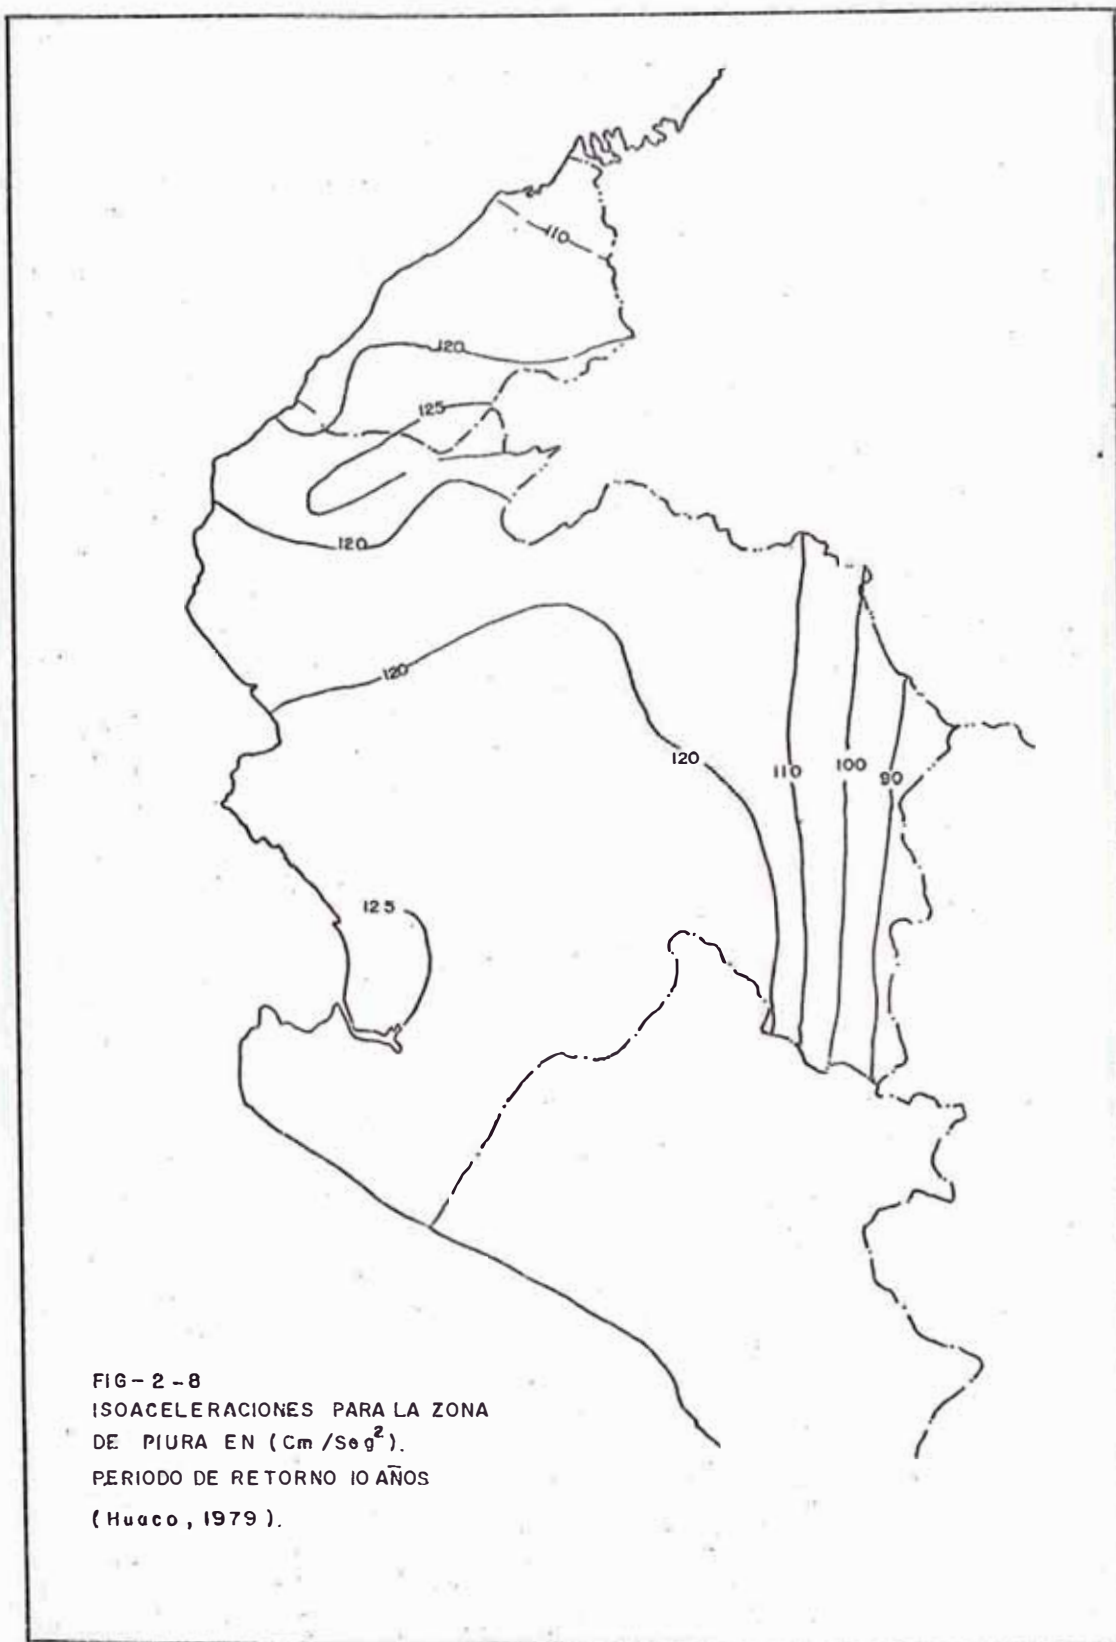 110
120
125
120
120
120
110
100
90
125
FIG-2-8
ISOACELERACIONES PARA LA ZONA
DE PIURA EN (Cm/Seg²).
PERIODO DE RETORNO 10 AÑOS
(Huaco, 1979).